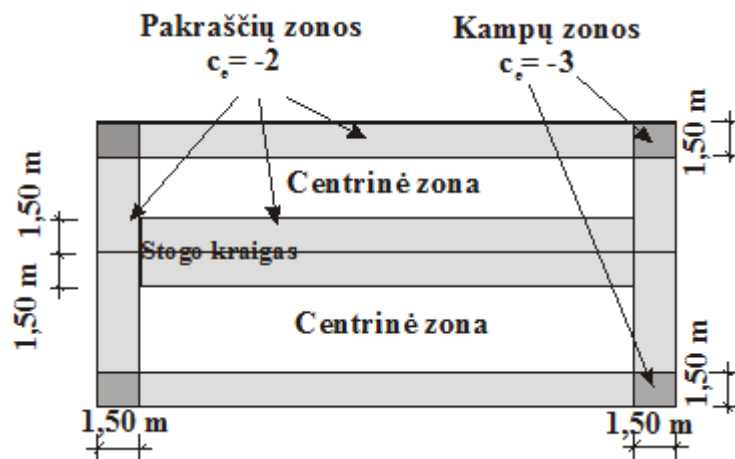 Pakraščių zonos
cₑ= -2
Kampų zonos
cₑ= -3
1,50 m
Centrinė zona
1,50 m
Stogo kraigas
1,50 m
Centrinė zona
1,50 m
1,50 m
1,50 m